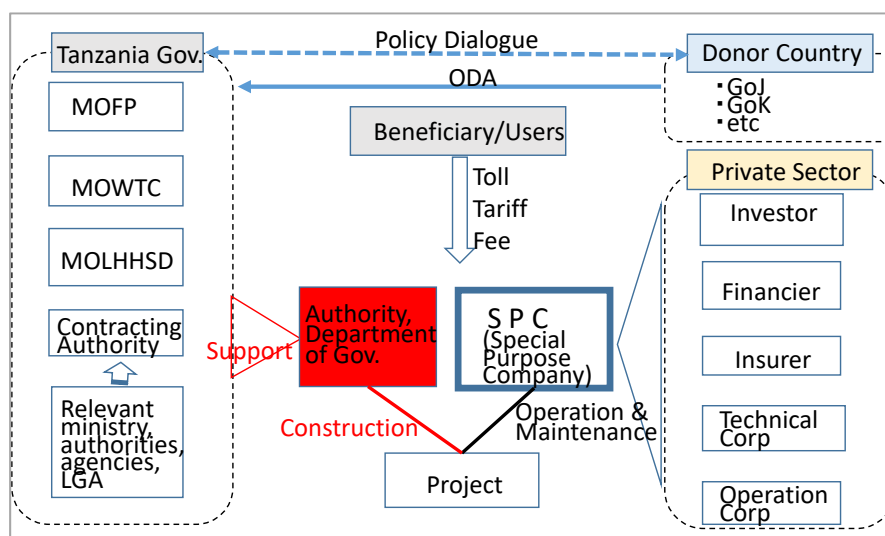 Policy Dialogue
Tanzania Gov.
Donor Country
・GoJ
・GoK
・etc
ODA
MOFP
MOWTC
MOLHHSD
Contracting
Authority
Relevant
ministry,
authorities,
agencies,
LGA
Beneficiary/Users
Toll
Tariff
Fee
Support
Authority,
Department
of Gov.
S P C
(Special
Purpose
Company)
Construction
Operation &
Maintenance
Project
Private Sector
Investor
Financier
Insurer
Technical
Corp
Operation
Corp